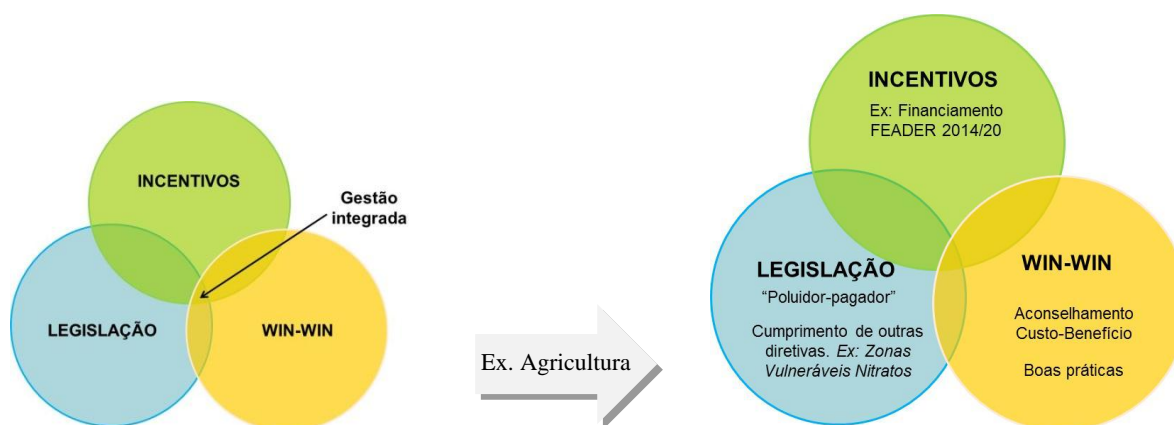 INCENTIVOS
Gestão
integrada
LEGISLAÇÃO
WIN-WIN
Ex. Agricultura
INCENTIVOS
Ex: Financiamento
FEADER 2014/20
LEGISLAÇÃO
“Poluidor-pagador”
Cumprimento de outras
diretivas. Ex: Zonas
Vulneráveis Nitratos
WIN-WIN
Aconselhamento
Custo-Benefício
Boas práticas